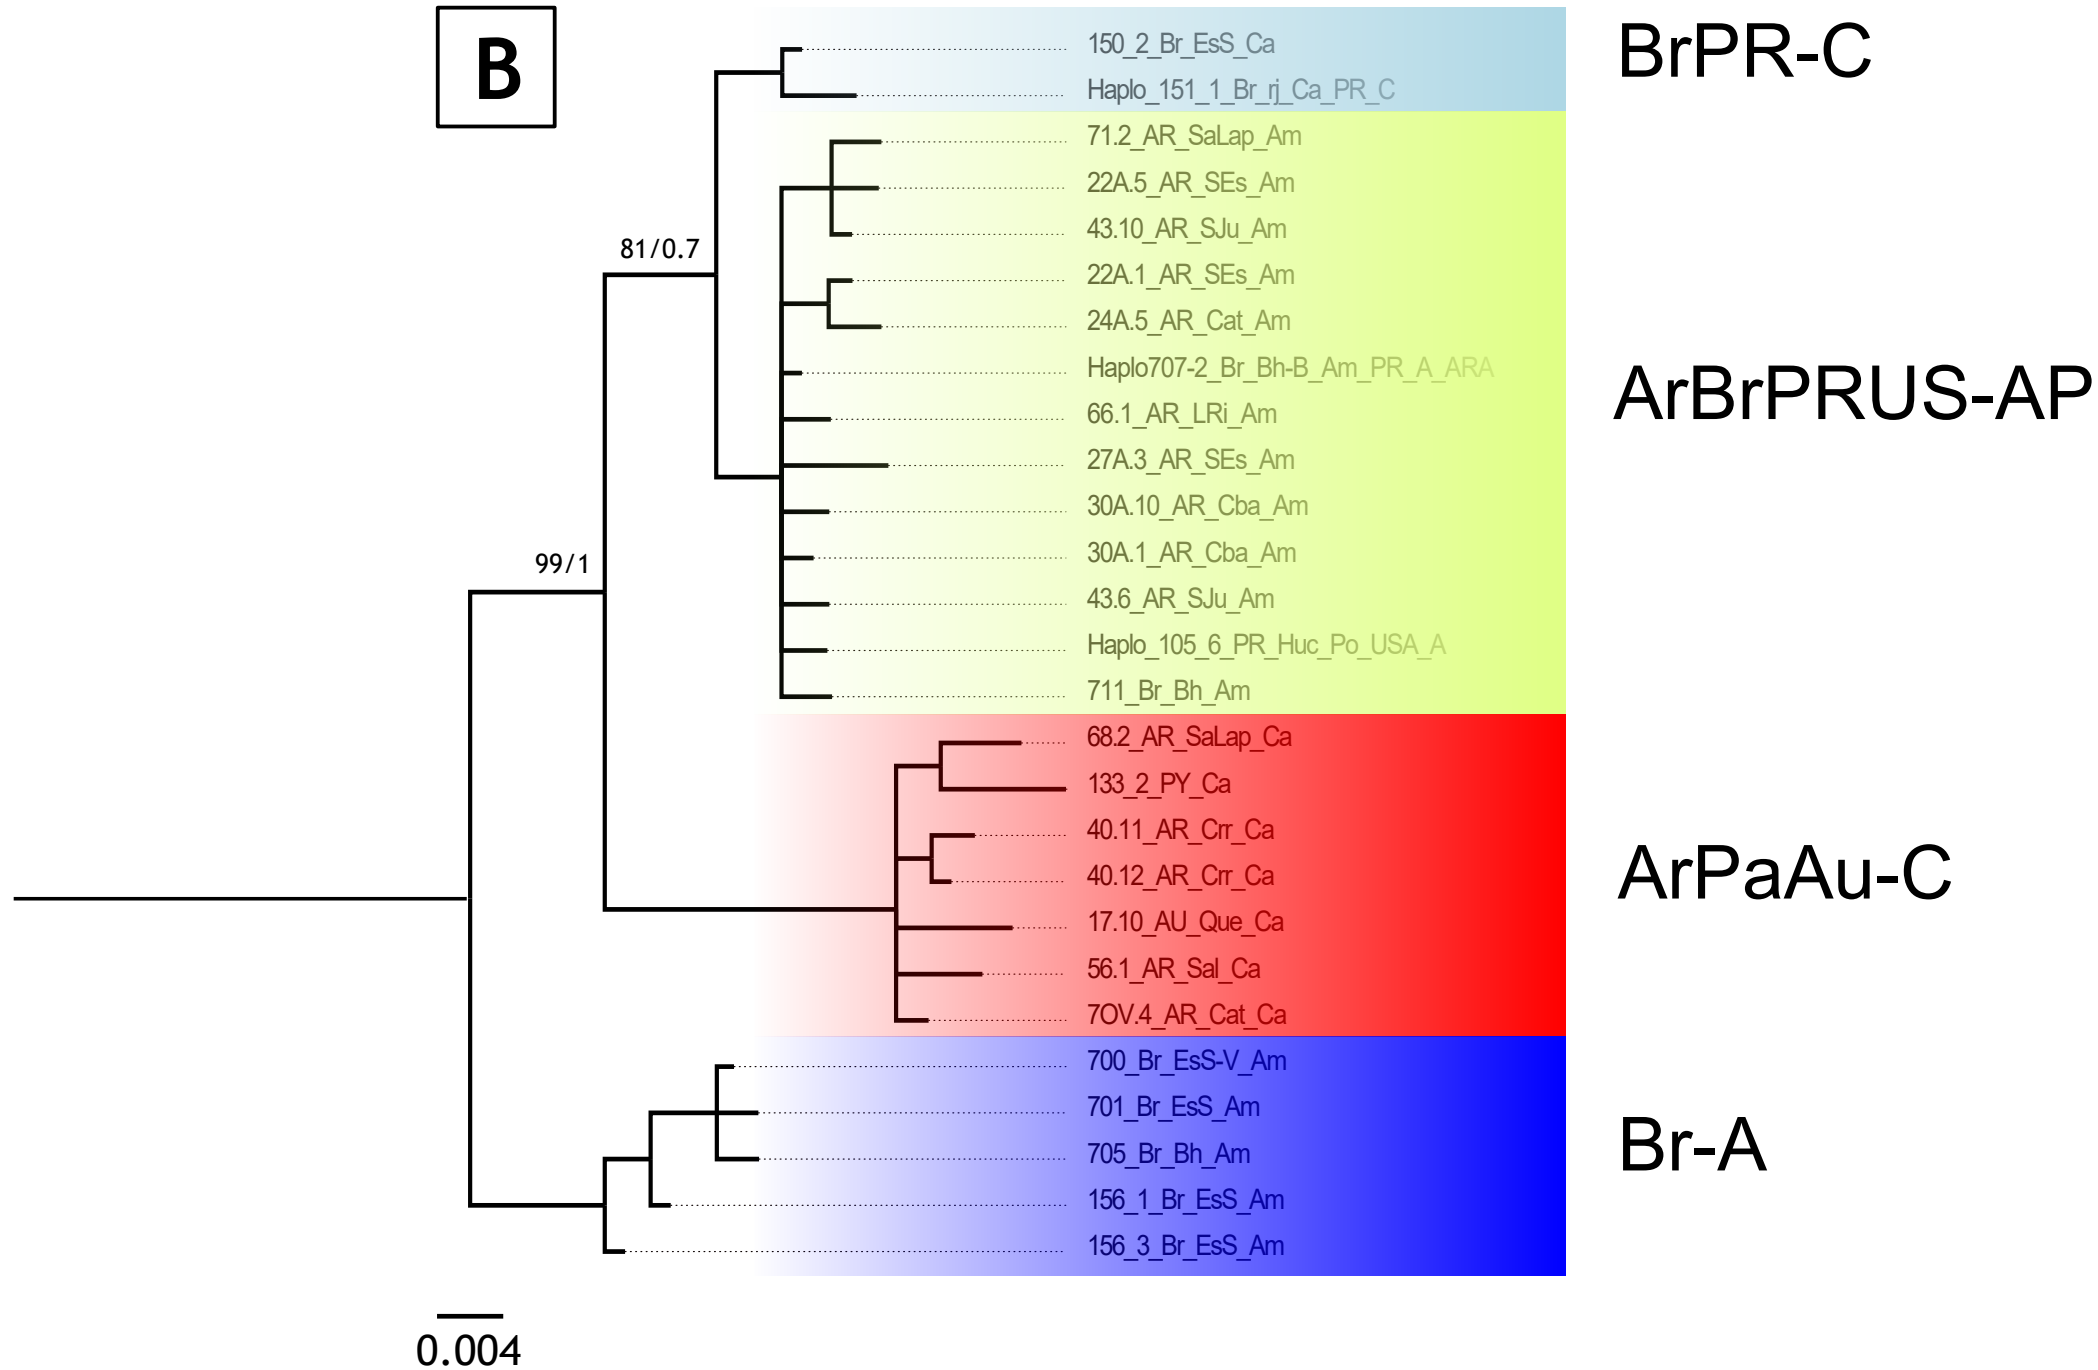 B
150_2_Br_EsS_Ca
BrPR-C
Haplo_151_1_Br_rj_Ca_PR_C
71.2_AR_SaLap_Am
22A.5_AR_SEs_Am
43.10_AR_SJu_Am
81/0.7
22A.1_AR_SEs_Am
24A.5_AR_Cat_Am
Haplo707-2_Br_Bh-B_Am_PR_A_ARA
ArBrPRUS-AP
66.1_AR_LRi_Am
27A.3_AR_SEs_Am
30A.10_AR_Cba_Am
30A.1_AR_Cba_Am
99/1
43.6_AR_SJu_Am
Haplo_105_6_PR_Huc_Po_USA_A
711_Br_Bh_Am
68.2_AR_SaLap_Ca
133_2_PY_Ca
40.11_AR_Crr_Ca
40.12_AR_Crr_Ca
ArPaAu-C
17.10_AU_Que_Ca
56.1_AR_Sal_Ca
7OV.4_AR_Cat_Ca
700_Br_EsS-V_Am
701_Br_EsS_Am
705_Br_Bh_Am
Br-A
156_1_Br_EsS_Am
156_3_Br_EsS_Am
0.004